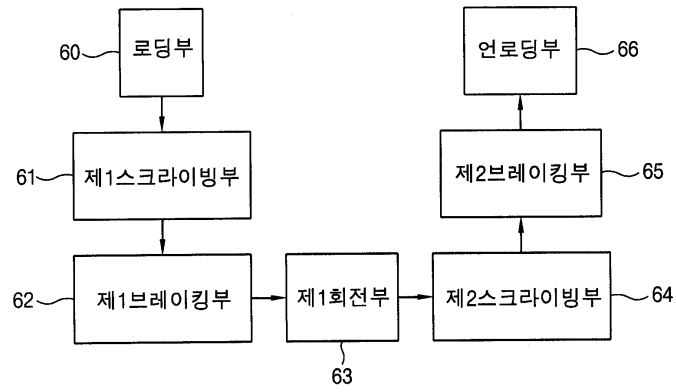 60
로딩부
언로딩부
66
61
제1스크라이빙부
제2브레이킹부
65
62
제1브레이킹부
제1회전부
제2스크라이빙부
64
63